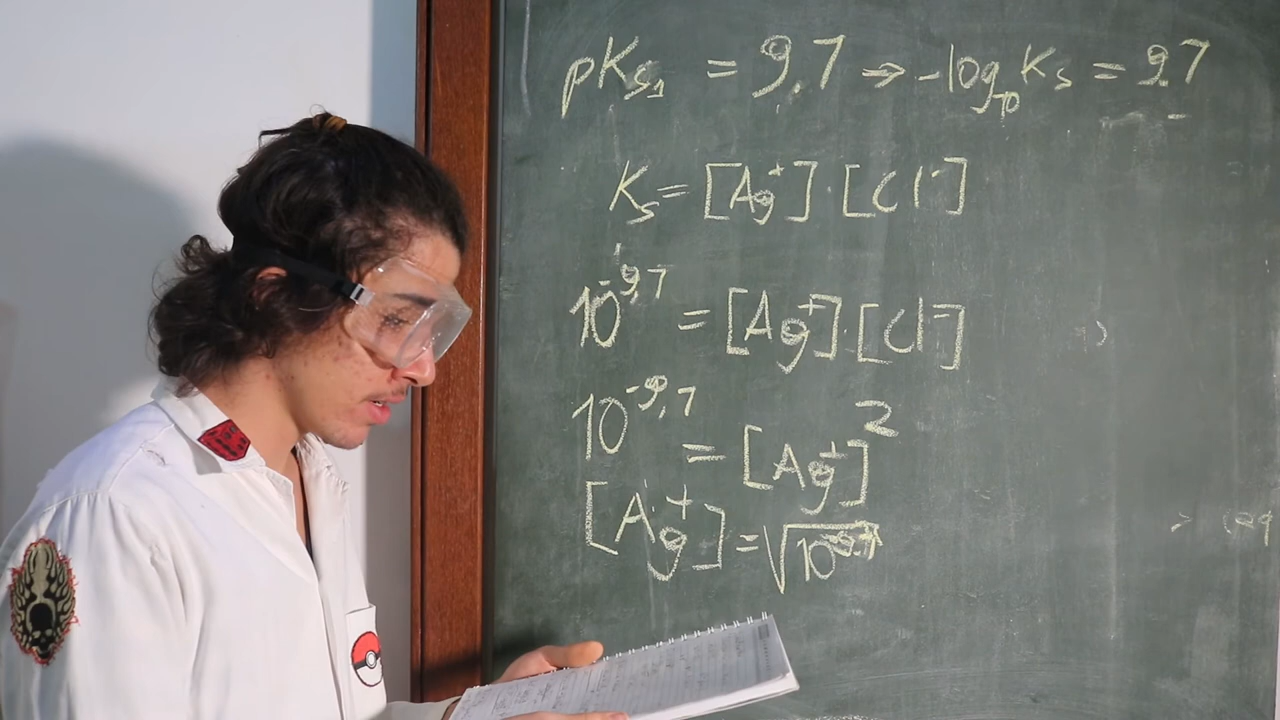 pKs₁ = 9,7 => -log₁₀ Ks = 9,7
Ks = [Ag⁺].[Cl⁻]
10⁻⁹,⁷ = [Ag⁺].[Cl⁻]
10⁻⁹,⁷ = [Ag⁺]²
[Ag⁺] = √10⁻⁹,⁷